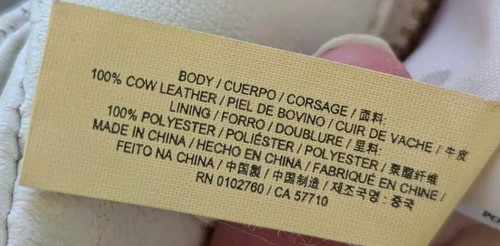 BODY / CUERPO / CORSAGE / 面料:
100% COW LEATHER / PIEL DE BOVINO / CUIR DE VACHE / 牛皮
LINING / FORRO / DOUBLURE / 里料:
100% POLYESTER / POLIÉSTER / POLYESTER / 聚酯纤维
MADE IN CHINA / HECHO EN CHINA / FABRIQUÉ EN CHINE /
FEITO NA CHINA / 中国製 / 中国制造 / 제조국명 : 중국
RN 0102760 / CA 57710